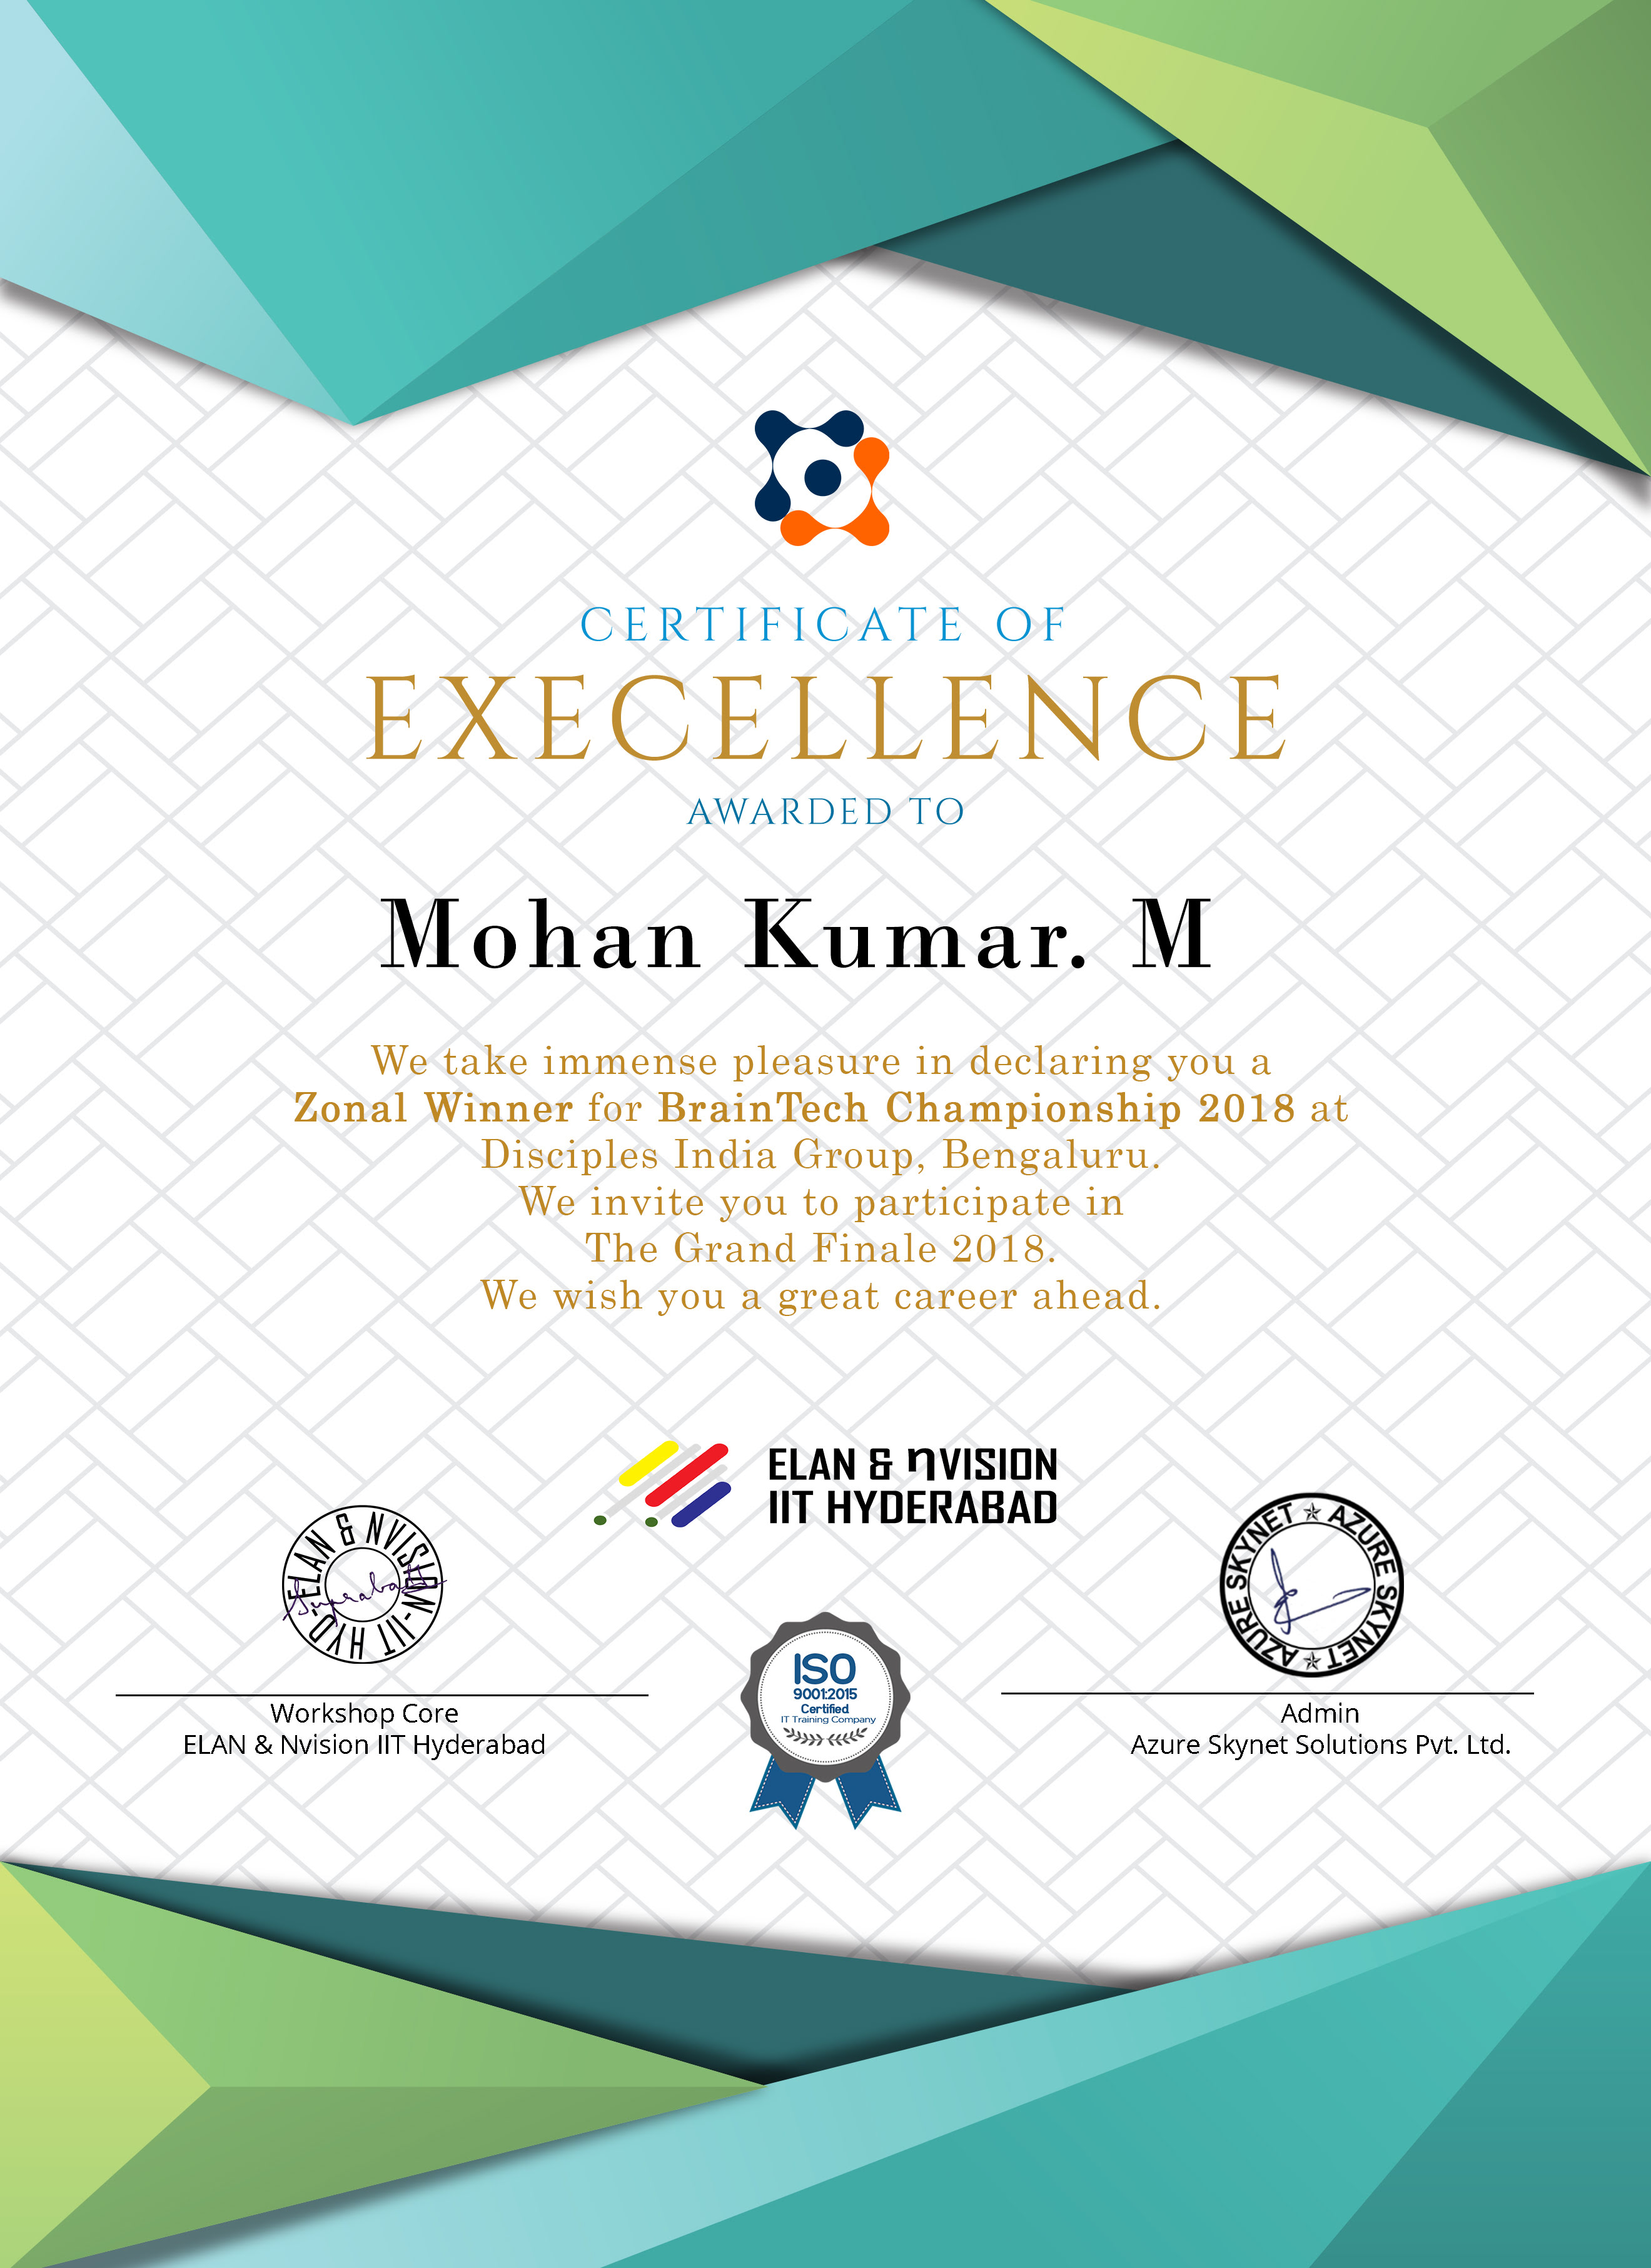 CERTIFICATE OF
EXECELLENCE
AWARDED TO
Mohan Kumar. M
We take immense pleasure in declaring you a
Zonal Winner for BrainTech Championship 2018 at
Disciples India Group, Bengaluru.
We invite you to participate in
The Grand Finale 2018.
We wish you a great career ahead.
ELAN & nVISION
IIT HYDERABAD
ELAN & NVISION-IIT HYD.
AZURE SKYNET ★ AZURE SKYNET ★
ISO
9001:2015
Certified
IT Training Company
Workshop Core
ELAN & Nvision IIT Hyderabad
Admin
Azure Skynet Solutions Pvt. Ltd.